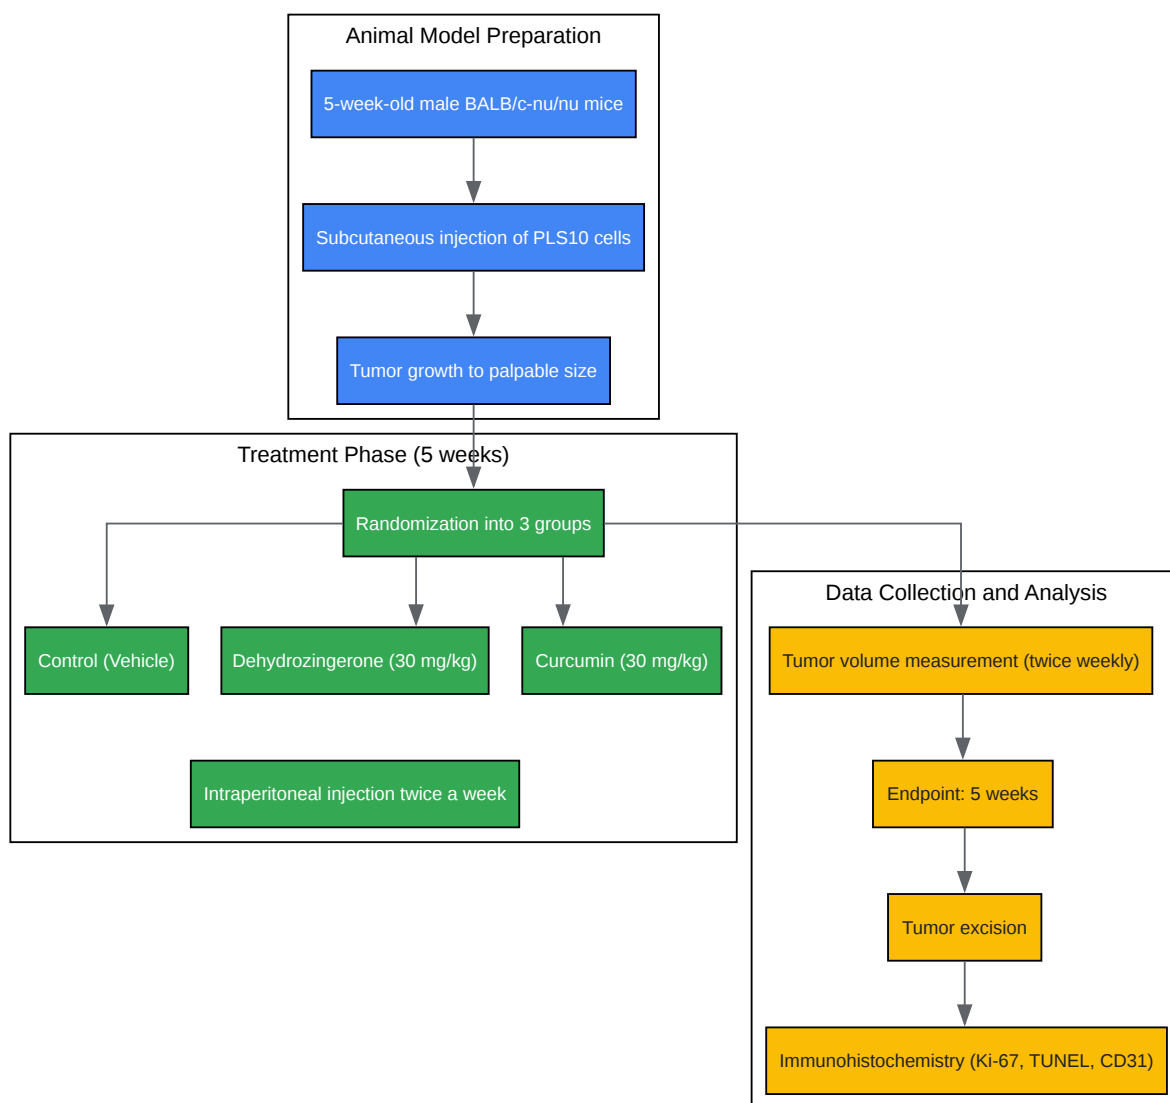 Animal Model Preparation
5-week-old male BALB/c-nu/nu mice
Subcutaneous injection of PLS10 cells
Tumor growth to palpable size
Treatment Phase (5 weeks)
Randomization into 3 groups
Control (Vehicle)
Dehydrozingerone (30 mg/kg)
Curcumin (30 mg/kg)
Intraperitoneal injection twice a week
Data Collection and Analysis
Tumor volume measurement (twice weekly)
Endpoint: 5 weeks
Tumor excision
Immunohistochemistry (Ki-67, TUNEL, CD31)